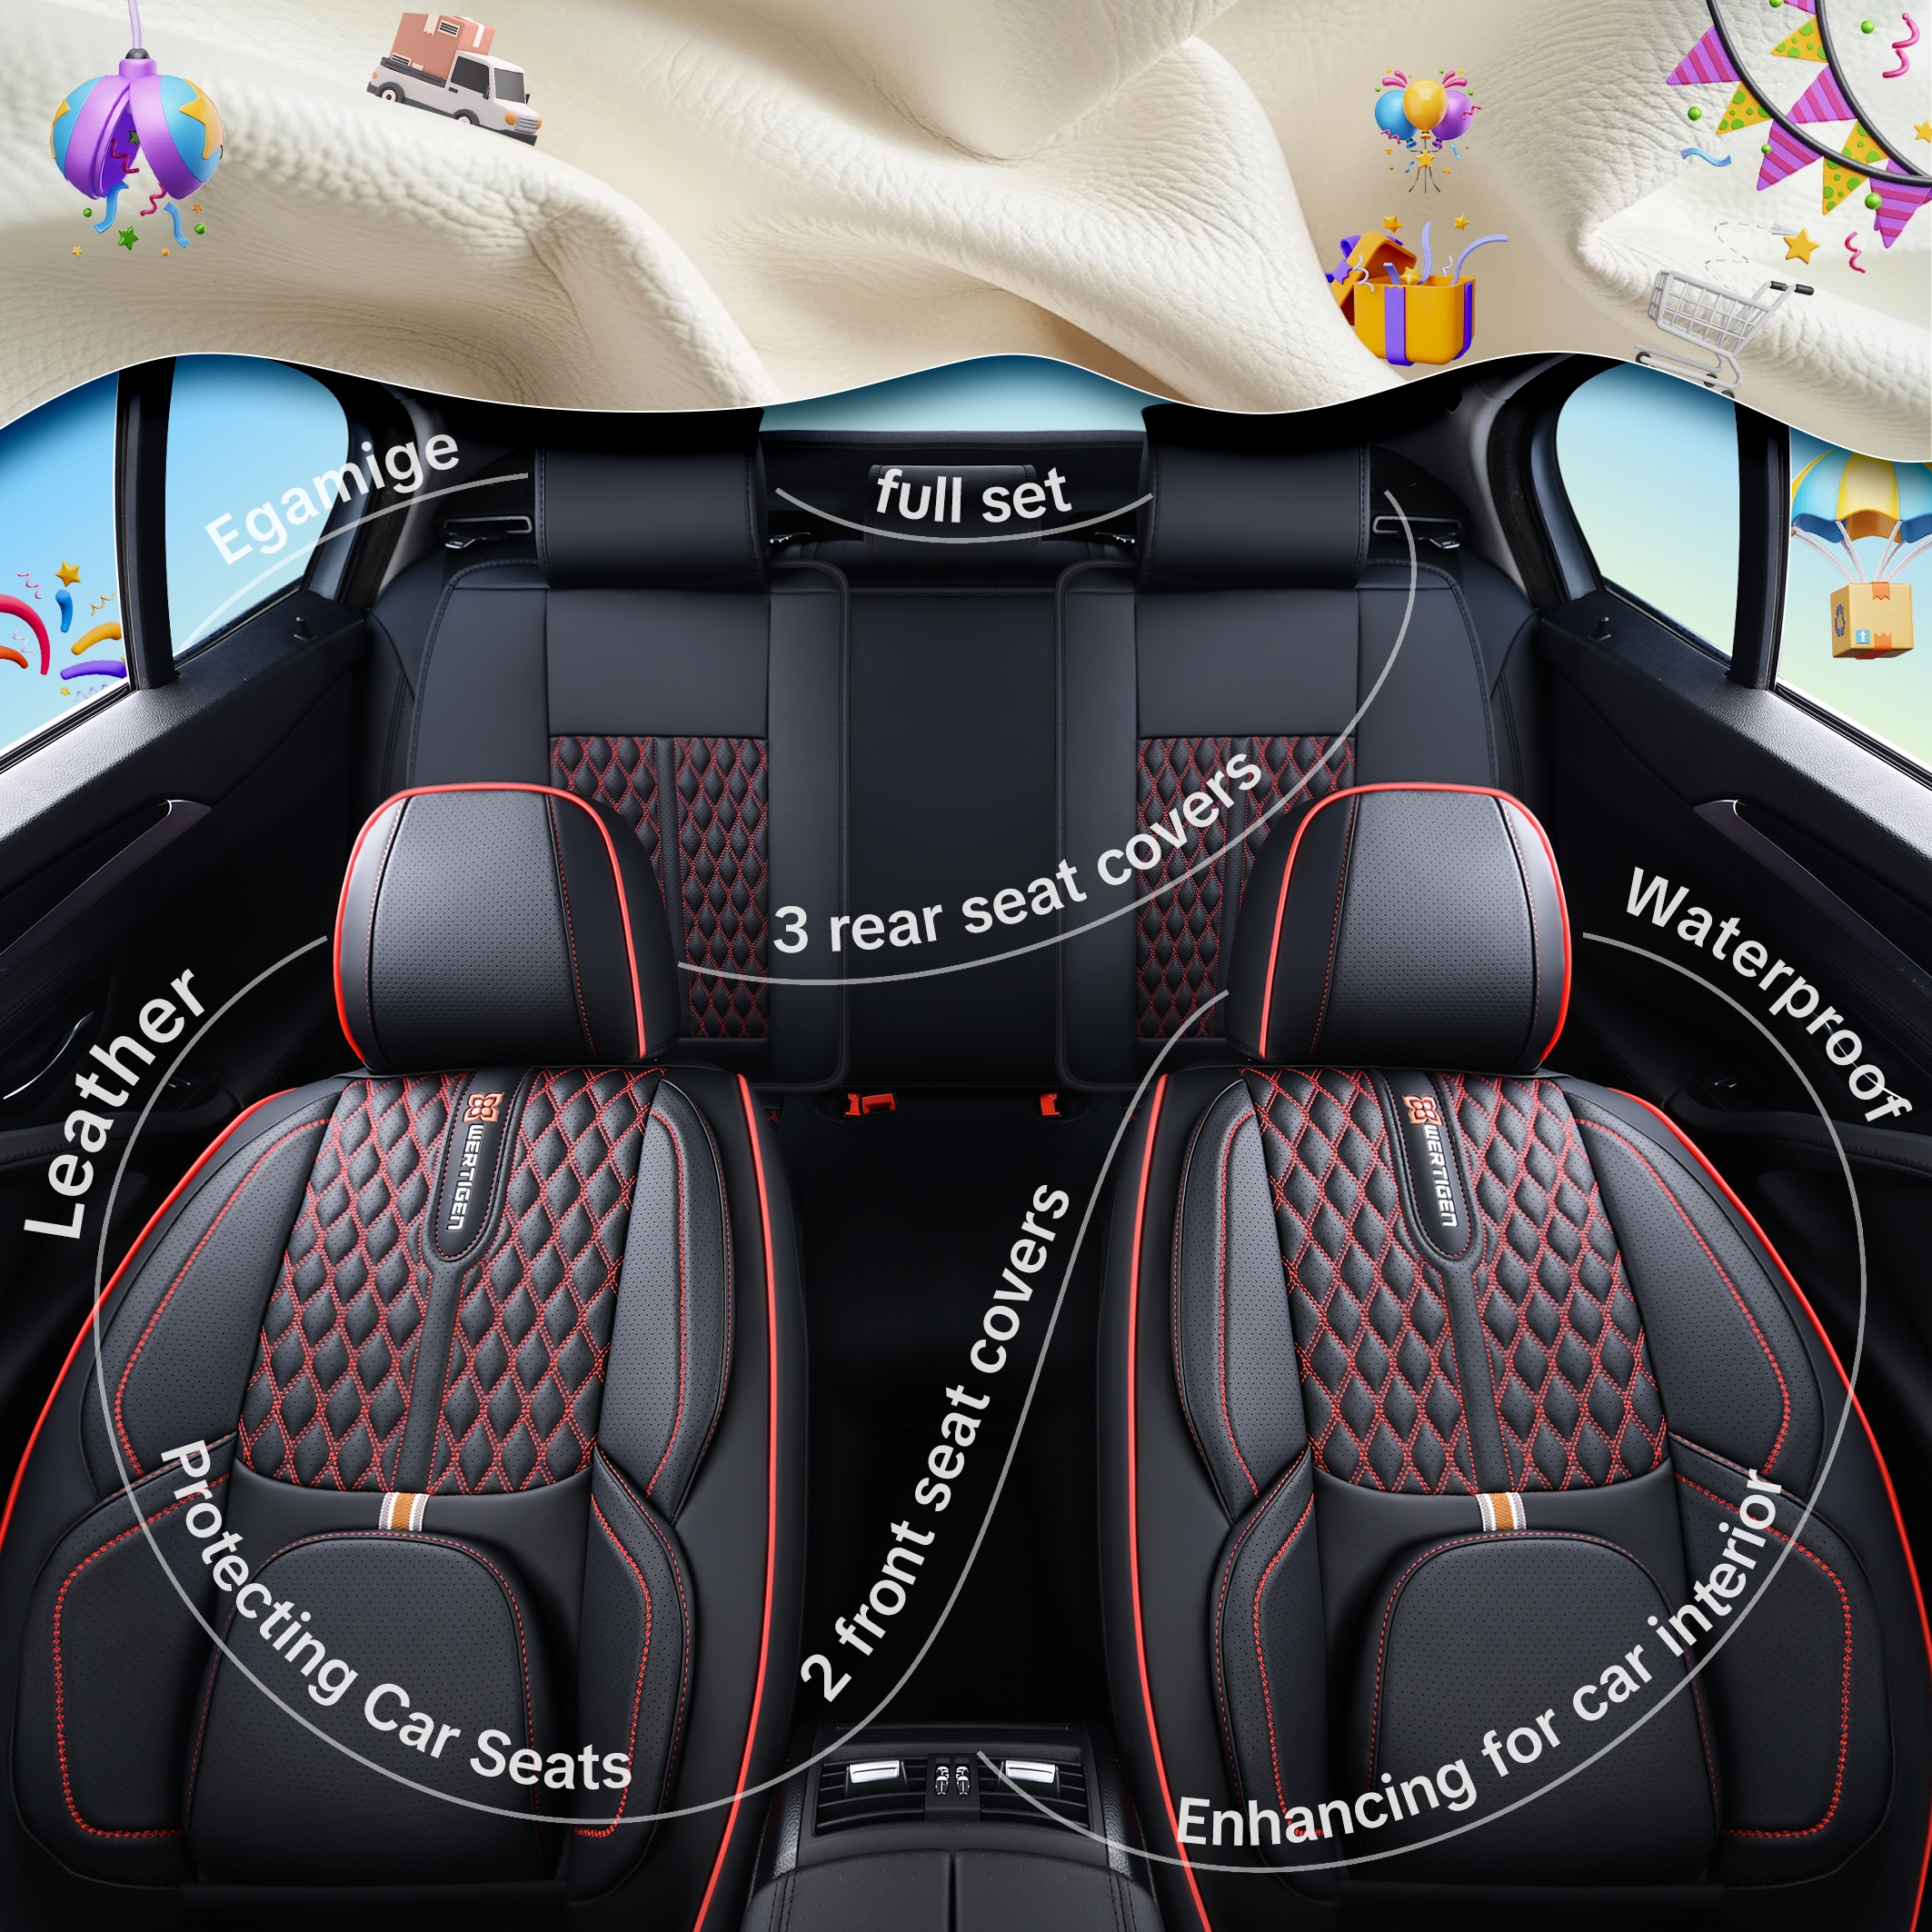 Egamige
full set
3 rear seat covers
Leather
Waterproof
WERTIGEN
WERTIGEN
2 front seat covers
Protecting Car Seats
Enhancing for car interior